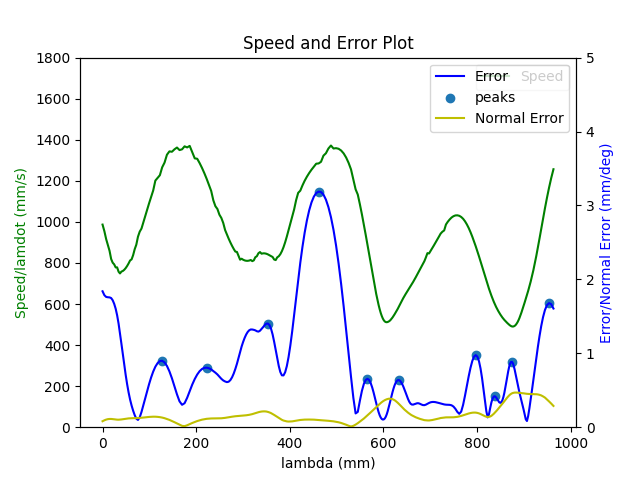 Speed and Error Plot
1800
1600
1400
1200
1000
800
600
400
200
0
Speed/lamdot (mm/s)
0
200
400
600
800
1000
lambda (mm)
5
4
3
2
1
0
Error/Normal Error (mm/deg)
Speed
Error
peaks
Normal Error